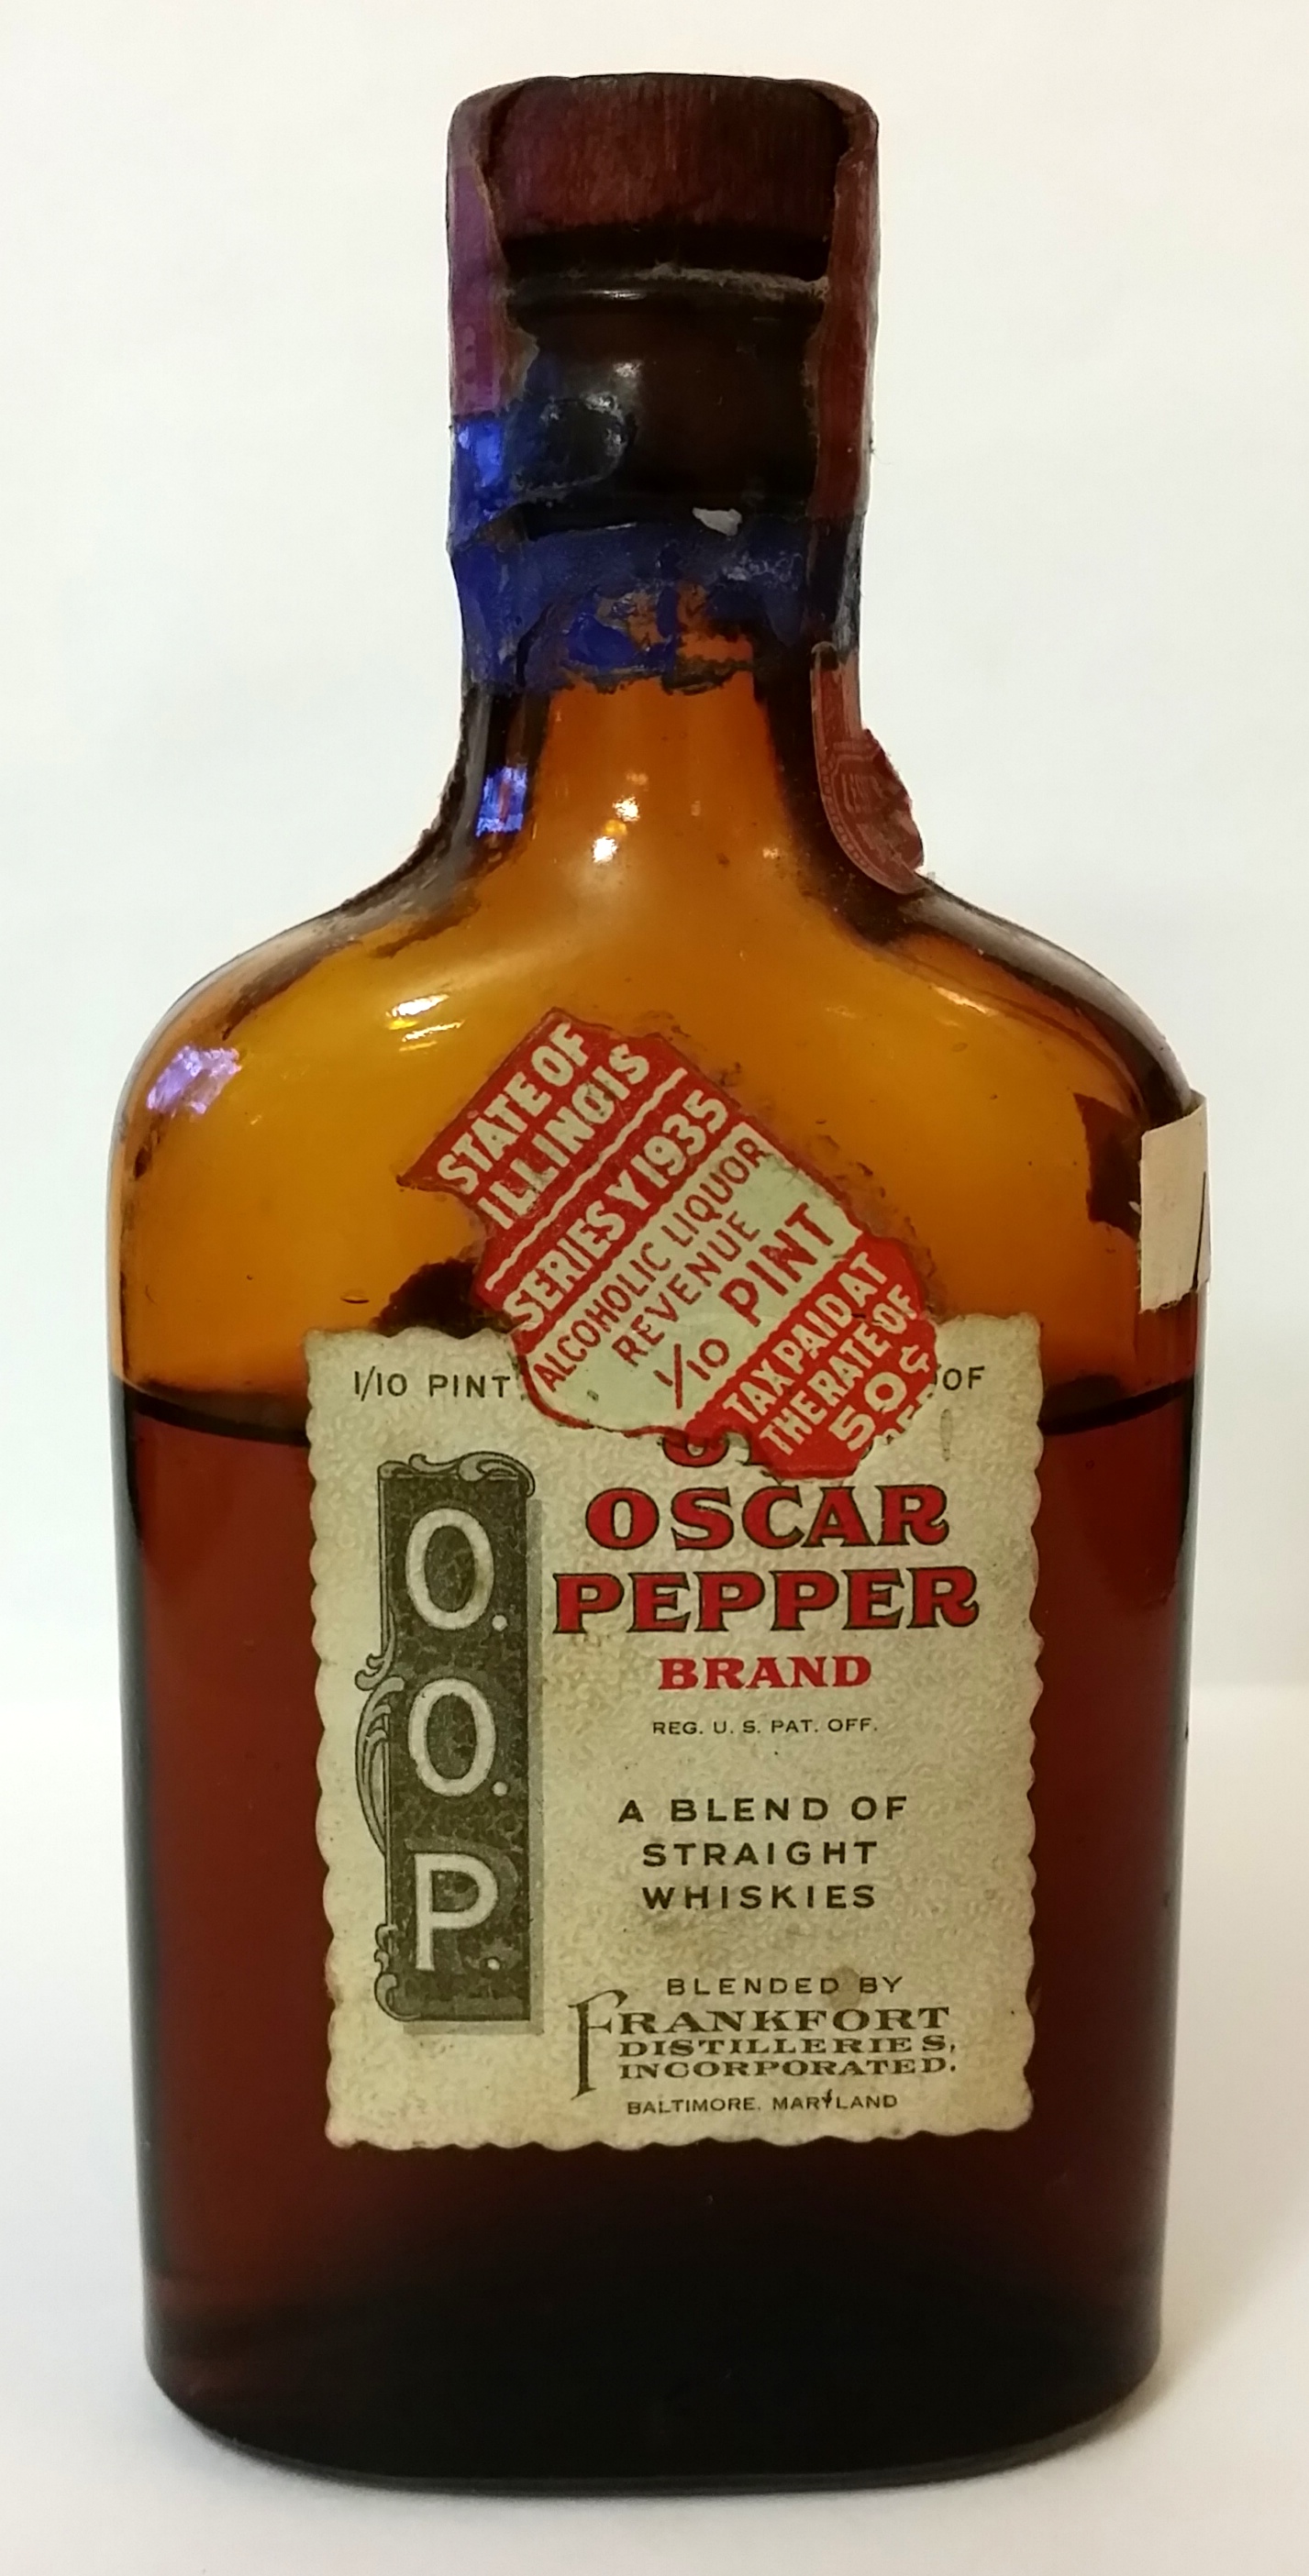 STATE OF
ILLINOIS
SERIES Y 1935
ALCOHOLIC LIQUOR
REVENUE
1/10 PINT
TAX PAID AT
THE RATE OF
50¢
1/10 PINT
O.
O.
P.
OSCAR
PEPPER
BRAND
REG. U. S. PAT. OFF.
A BLEND OF
STRAIGHT
WHISKIES
BLENDED BY
FRANKFORT
DISTILLERIES,
INCORPORATED.
BALTIMORE, MARYLAND